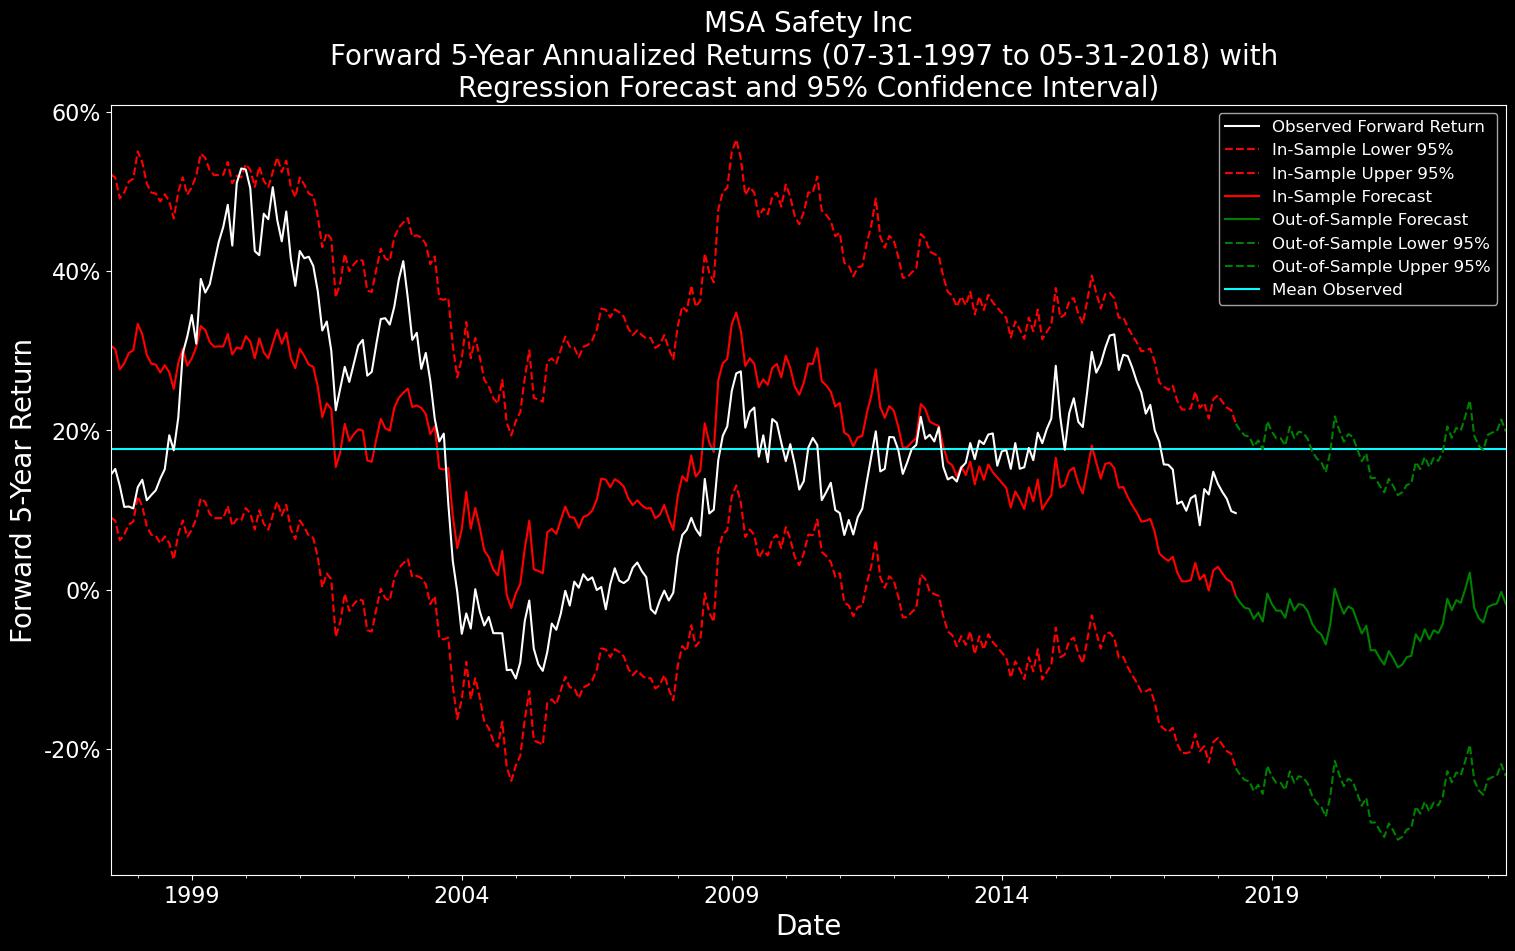 MSA Safety Inc
Forward 5-Year Annualized Returns (07-31-1997 to 05-31-2018) with
Regression Forecast and 95% Confidence Interval)
Forward 5-Year Return
60%
40%
20%
0%
-20%
Observed Forward Return
In-Sample Lower 95%
In-Sample Upper 95%
In-Sample Forecast
Out-of-Sample Forecast
Out-of-Sample Lower 95%
Out-of-Sample Upper 95%
Mean Observed
1999 2004 2009 2014 2019
Date